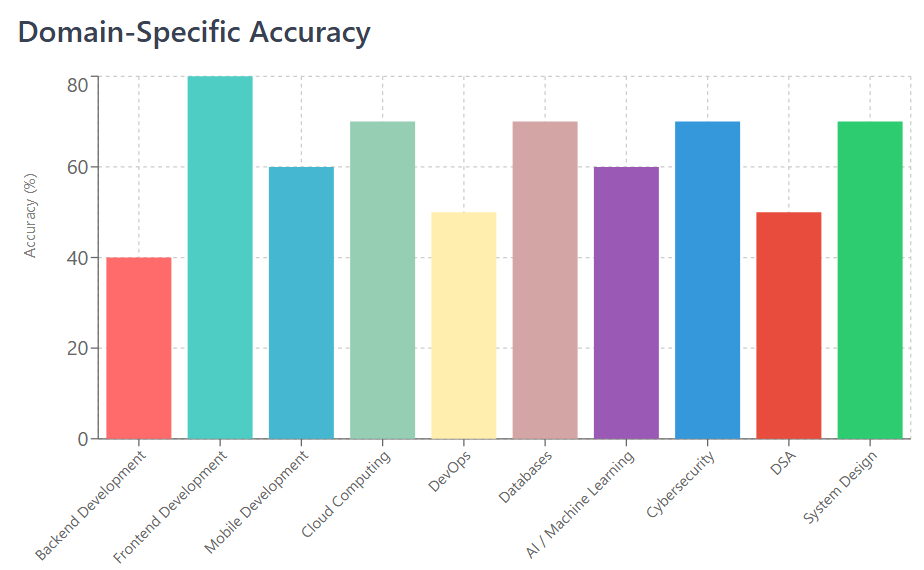 Domain-Specific Accuracy
Accuracy (%)
80
60
40
20
0
Backend Development
Frontend Development
Mobile Development
Cloud Computing
DevOps
Databases
AI / Machine Learning
Cybersecurity
DSA
System Design